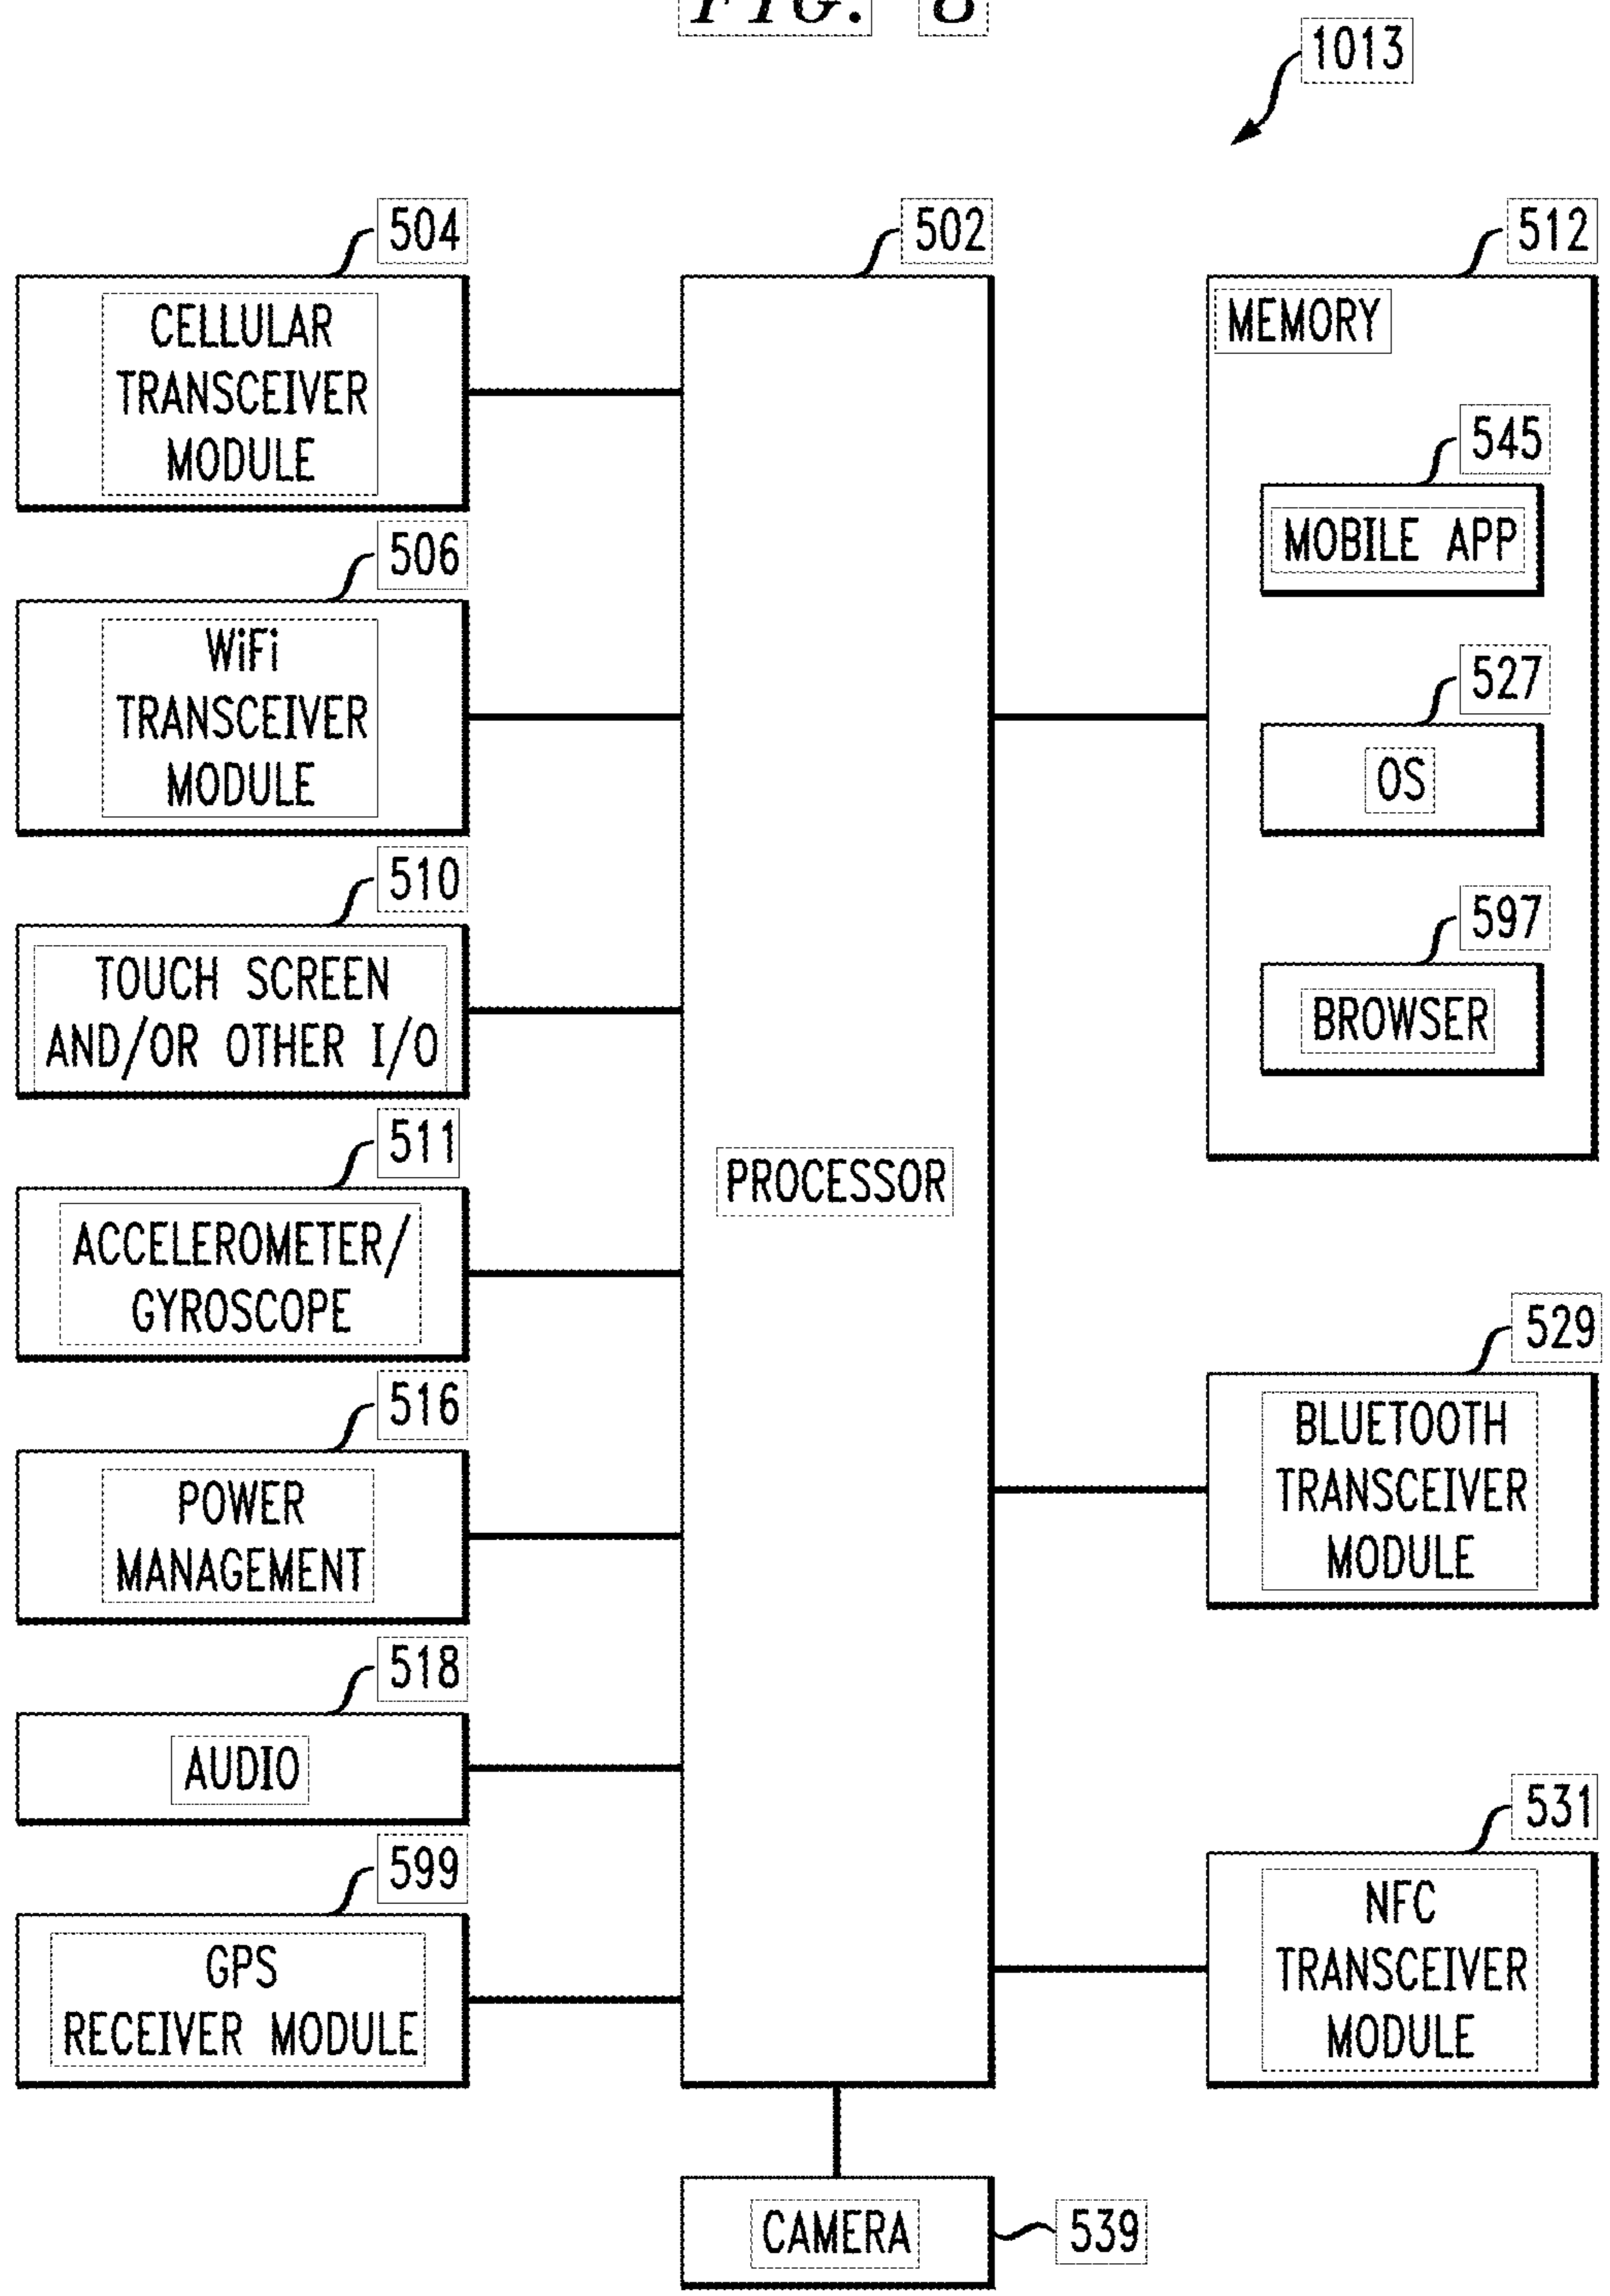 FIG. 8
1013
504
CELLULAR
TRANSCEIVER
MODULE
506
WiFi
TRANSCEIVER
MODULE
510
TOUCH SCREEN
AND/OR OTHER I/O
511
ACCELEROMETER/
GYROSCOPE
516
POWER
MANAGEMENT
518
AUDIO
599
GPS
RECEIVER MODULE
502
PROCESSOR
512
MEMORY
545
MOBILE APP
527
OS
597
BROWSER
529
BLUETOOTH
TRANSCEIVER
MODULE
531
NFC
TRANSCEIVER
MODULE
CAMERA
539